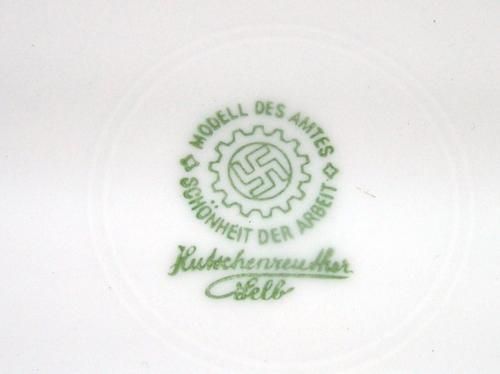 MODELL DES AMTES
SCHÖNHEIT DER ARBEIT
Hutschenreuther
Selb